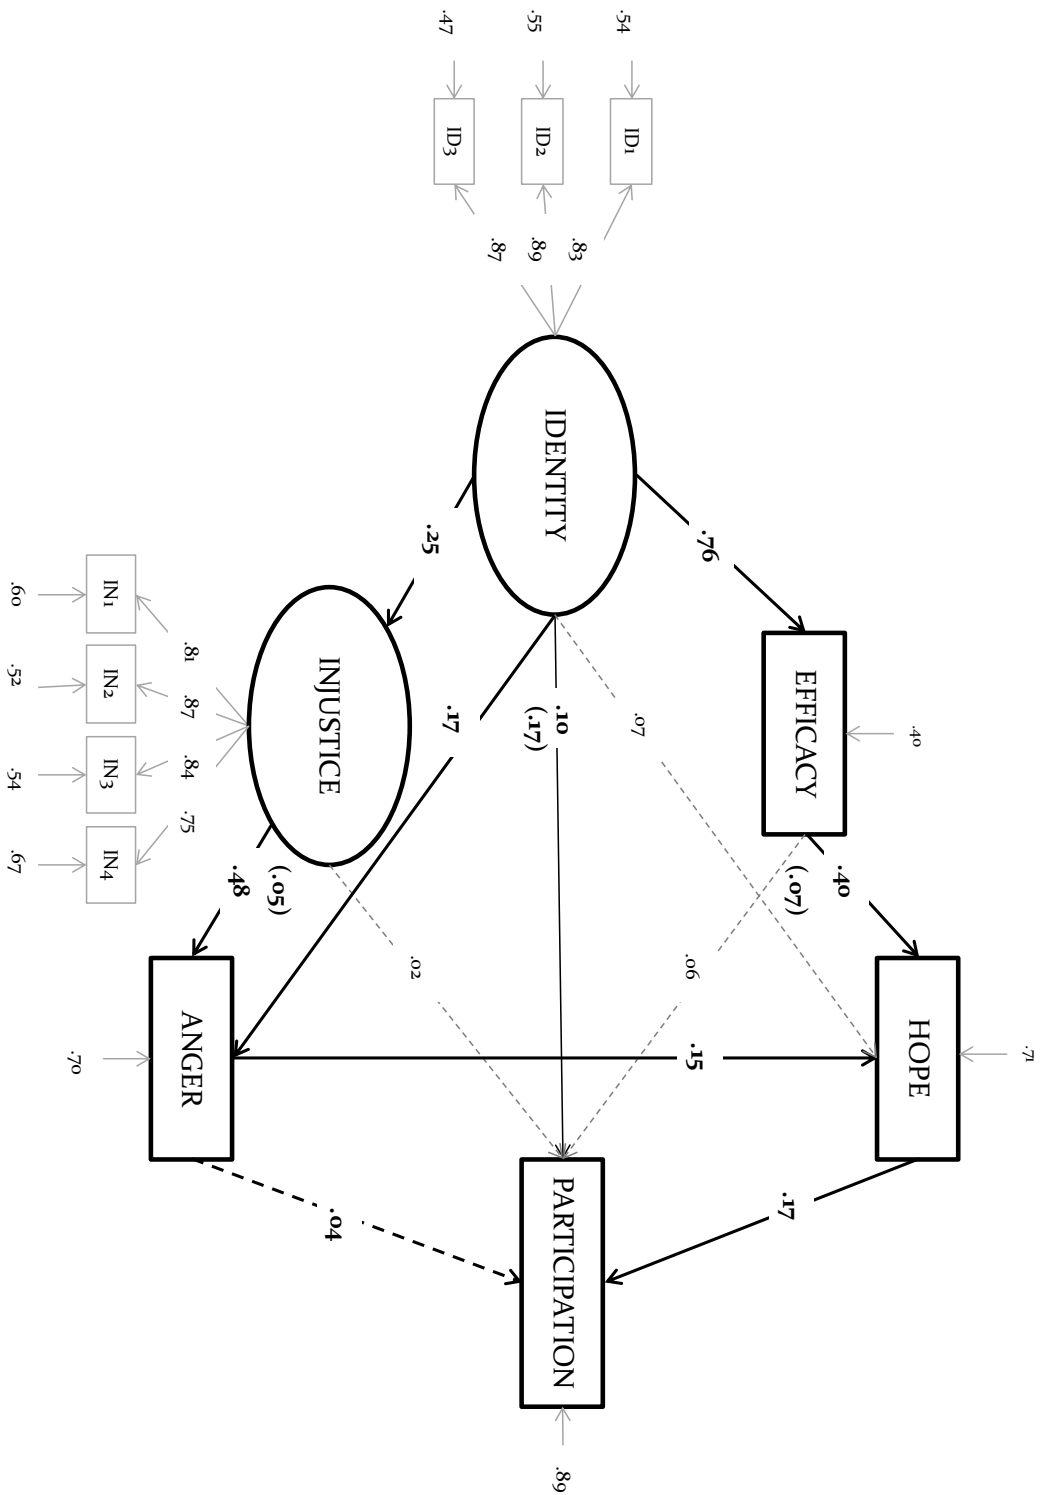 .71
.40
HOPE
.40
EFFICACY
(.07)
.17
.76
.06
.15
.07
.54
ID1
.83
IDENTITY
.10
(.17)
PARTICIPATION
.89
.55
ID2
.89
.87
.47
ID3
.17
.25
.02
INJUSTICE
.04
(.05)
.48
.81
.87
.84
.75
ANGER
IN1
IN2
IN3
IN4
.70
.60
.52
.54
.67